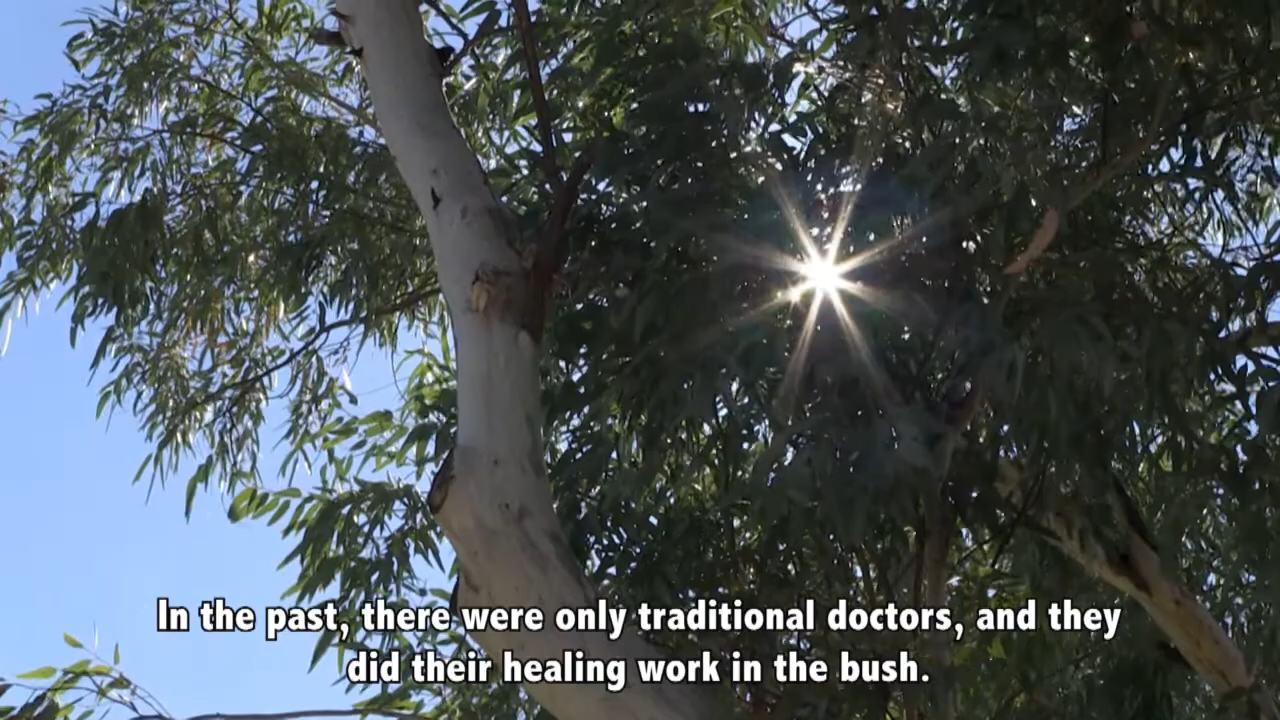 In the past, there were only traditional doctors, and they
did their healing work in the bush.